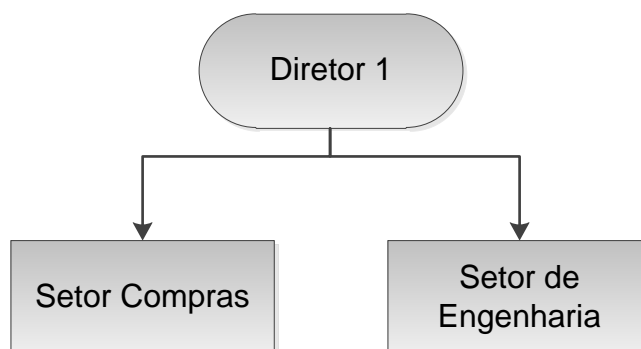 Diretor 1
Setor Compras
Setor de
Engenharia